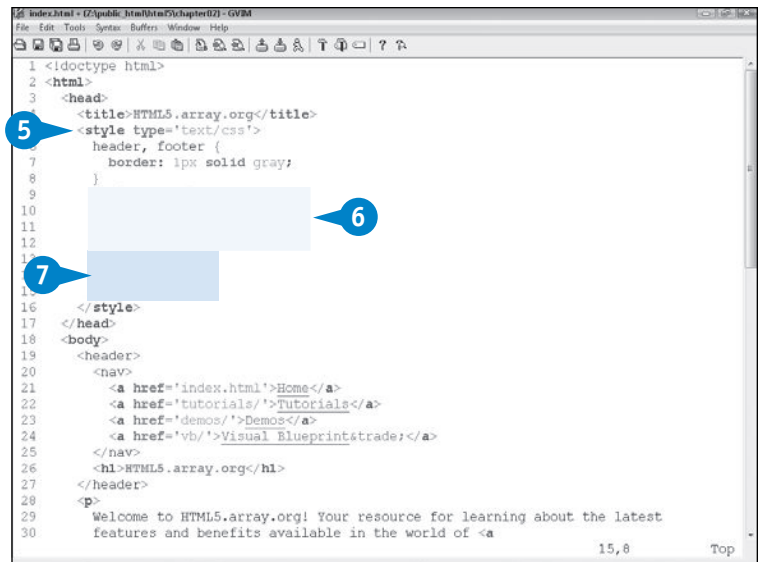 index.html + (Z:\public_html\html5\chapter02) - GVIM
File Edit Tools Syntax Buffers Window Help
1 <!doctype html>
2 <html>
3 <head>
<title>HTML5.array.org</title>
5 <style type='text/css'>
header, footer {
7 border: 1px solid gray;
8 }
9
10
6
11
12
7
16 </style>
17 </head>
18 <body>
19 <header>
20 <nav>
21 <a href='index.html'>Home</a>
22 <a href='tutorials/'>Tutorials</a>
23 <a href='demos/'>Demos</a>
24 <a href='vb/'>Visual Blueprint&trade;</a>
25 </nav>
26 <h1>HTML5.array.org</h1>
27 </header>
28 <p>
29 Welcome to HTML5.array.org! Your resource for learning about the latest
30 features and benefits available in the world of <a
15,8 Top